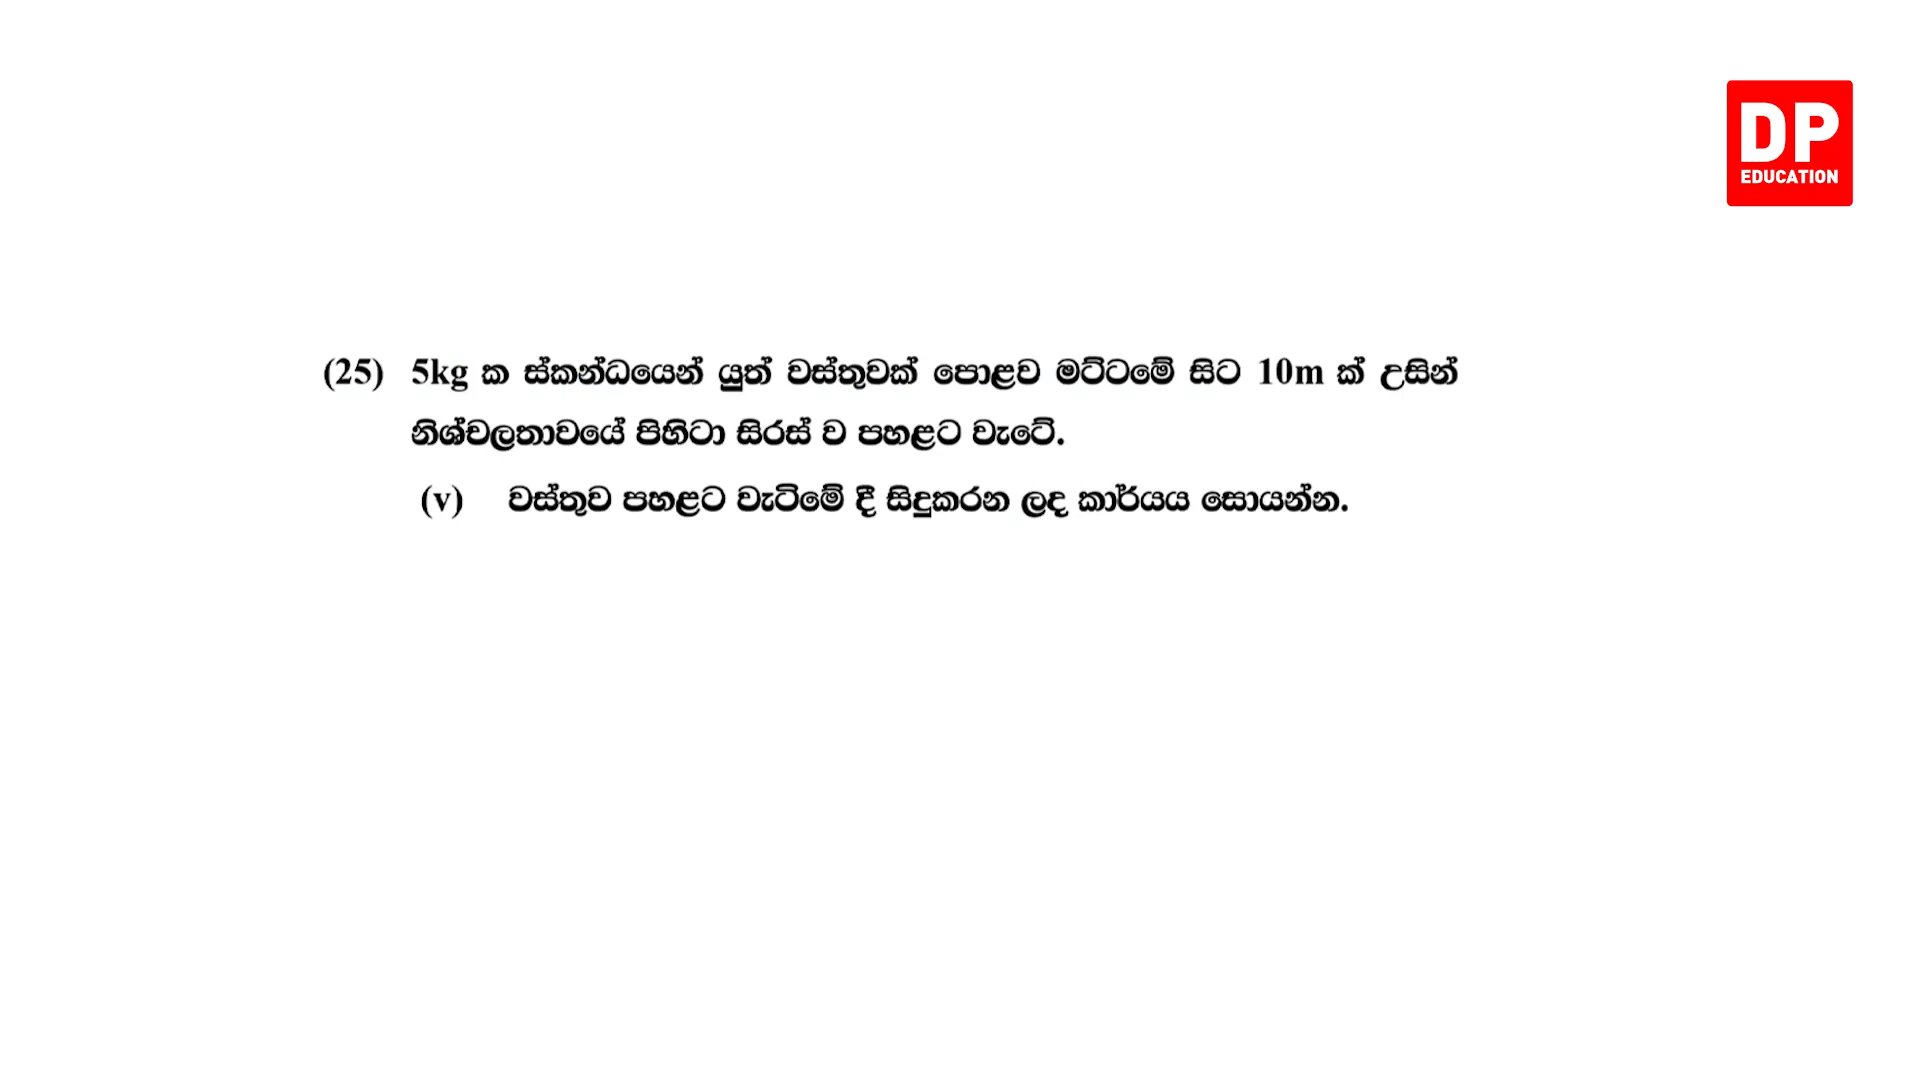 DP
EDUCATION
(25) 5kg ක ස්කන්ධයෙන් යුත් වස්තුවක් පොළව මට්ටමේ සිට 10m ක් උසින්
නිශ්චලතාවයේ පිහිටා සිරස් ව පහළට වැටේ.
(v) වස්තුව පහළට වැටිමේ දී සිදුකරන ලද කාර්යය සොයන්න.